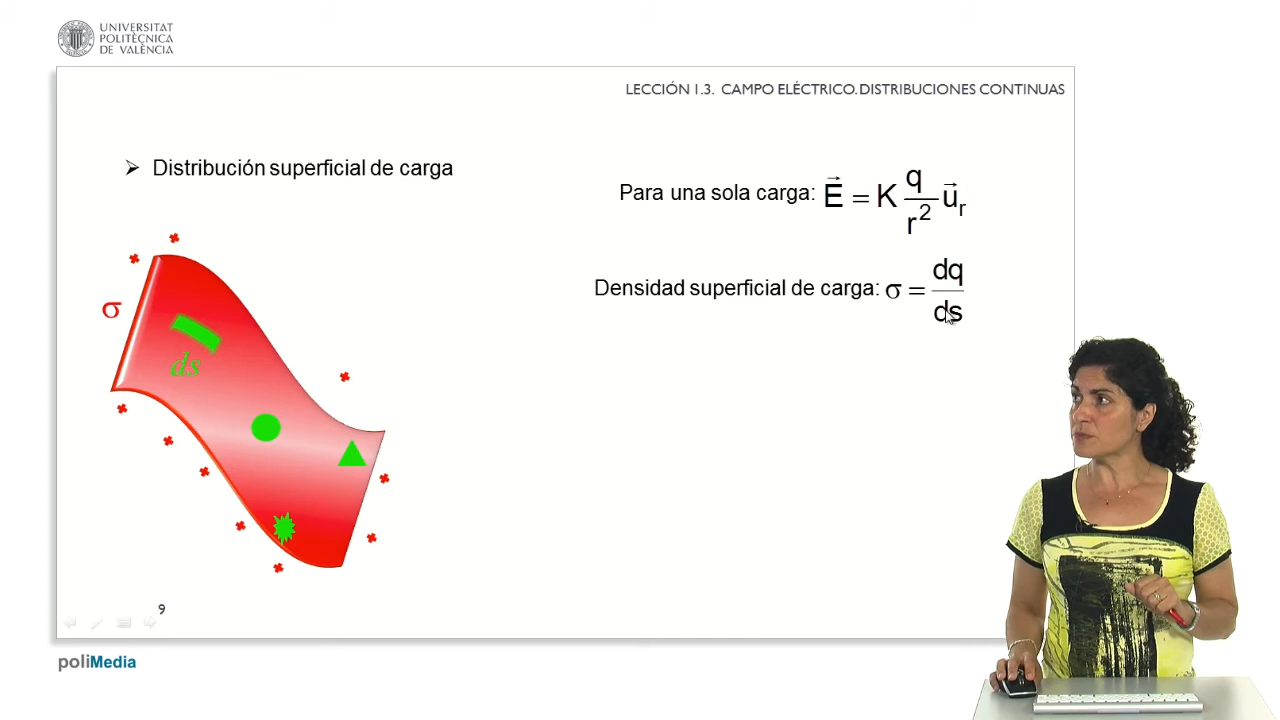 UNIVERSITAT
POLITÈCNICA
DE VALÈNCIA
LECCIÓN 1.3. CAMPO ELÉCTRICO. DISTRIBUCIONES CONTINUAS
➢ Distribución superficial de carga
Para una sola carga: E⃗ = K q/r² u⃗ᵣ
Densidad superficial de carga: σ = dq/ds
σ
ds
9
poliMedia